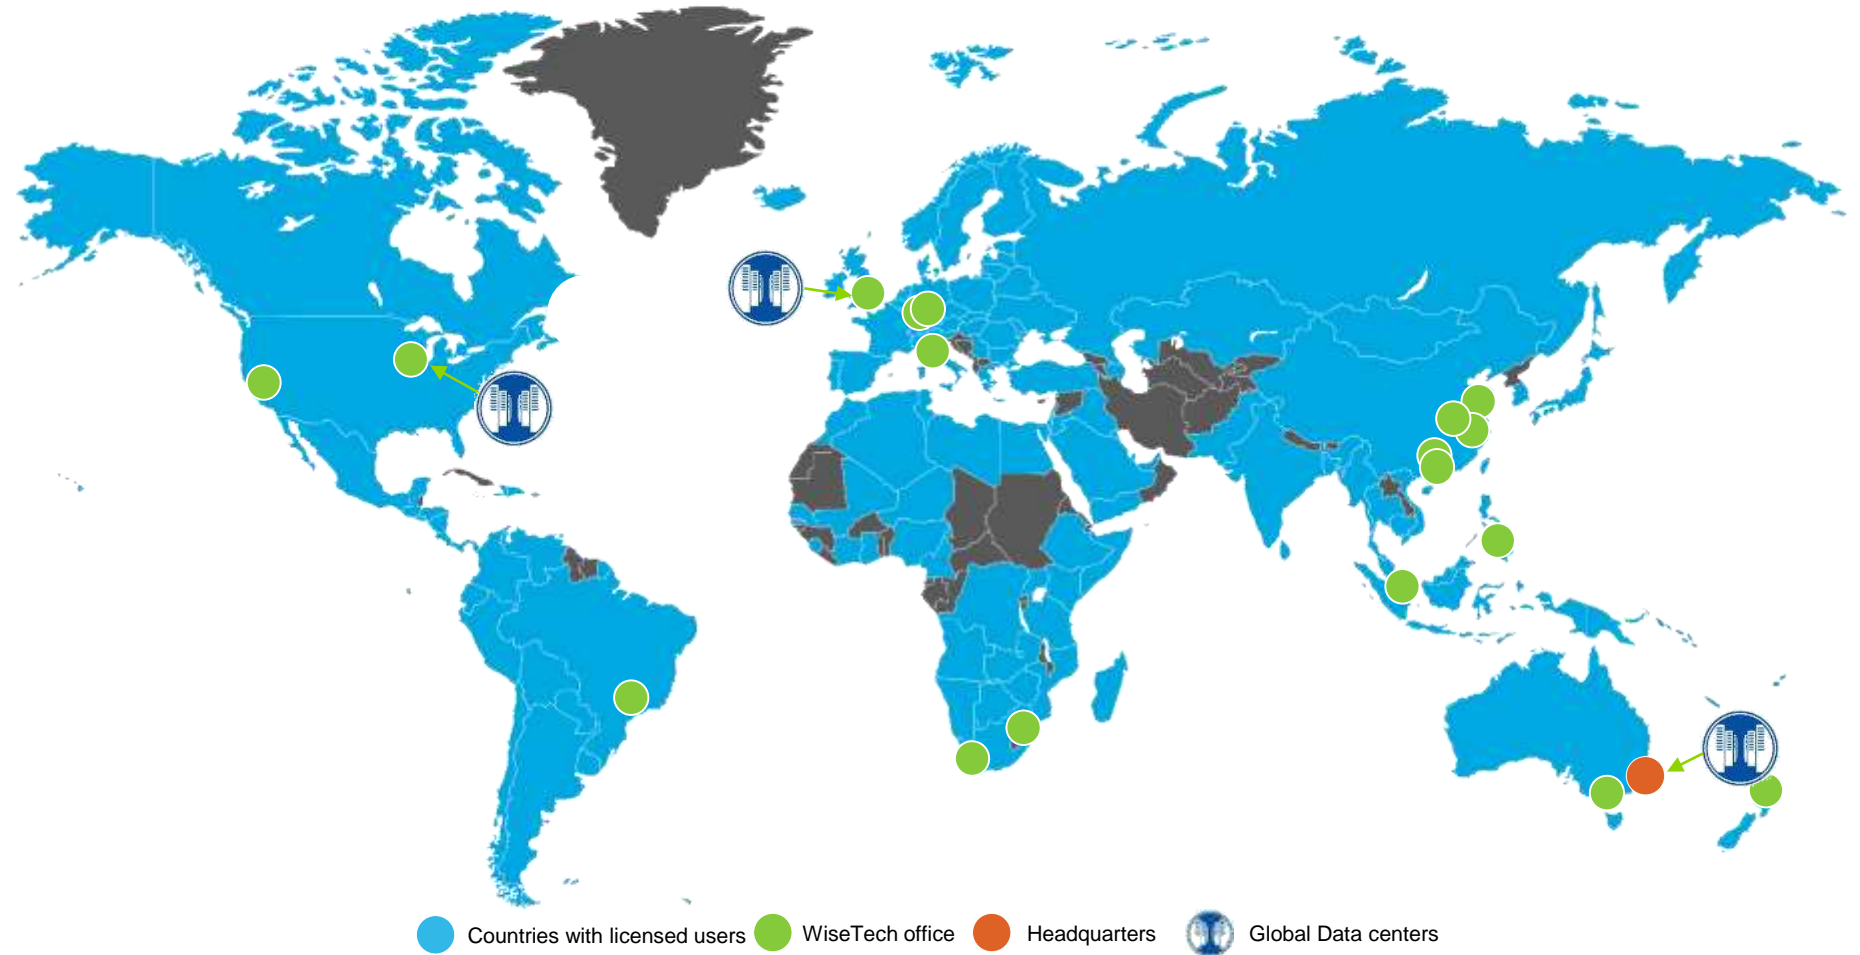 Countries with licensed users
WiseTech office
Headquarters
Global Data centers